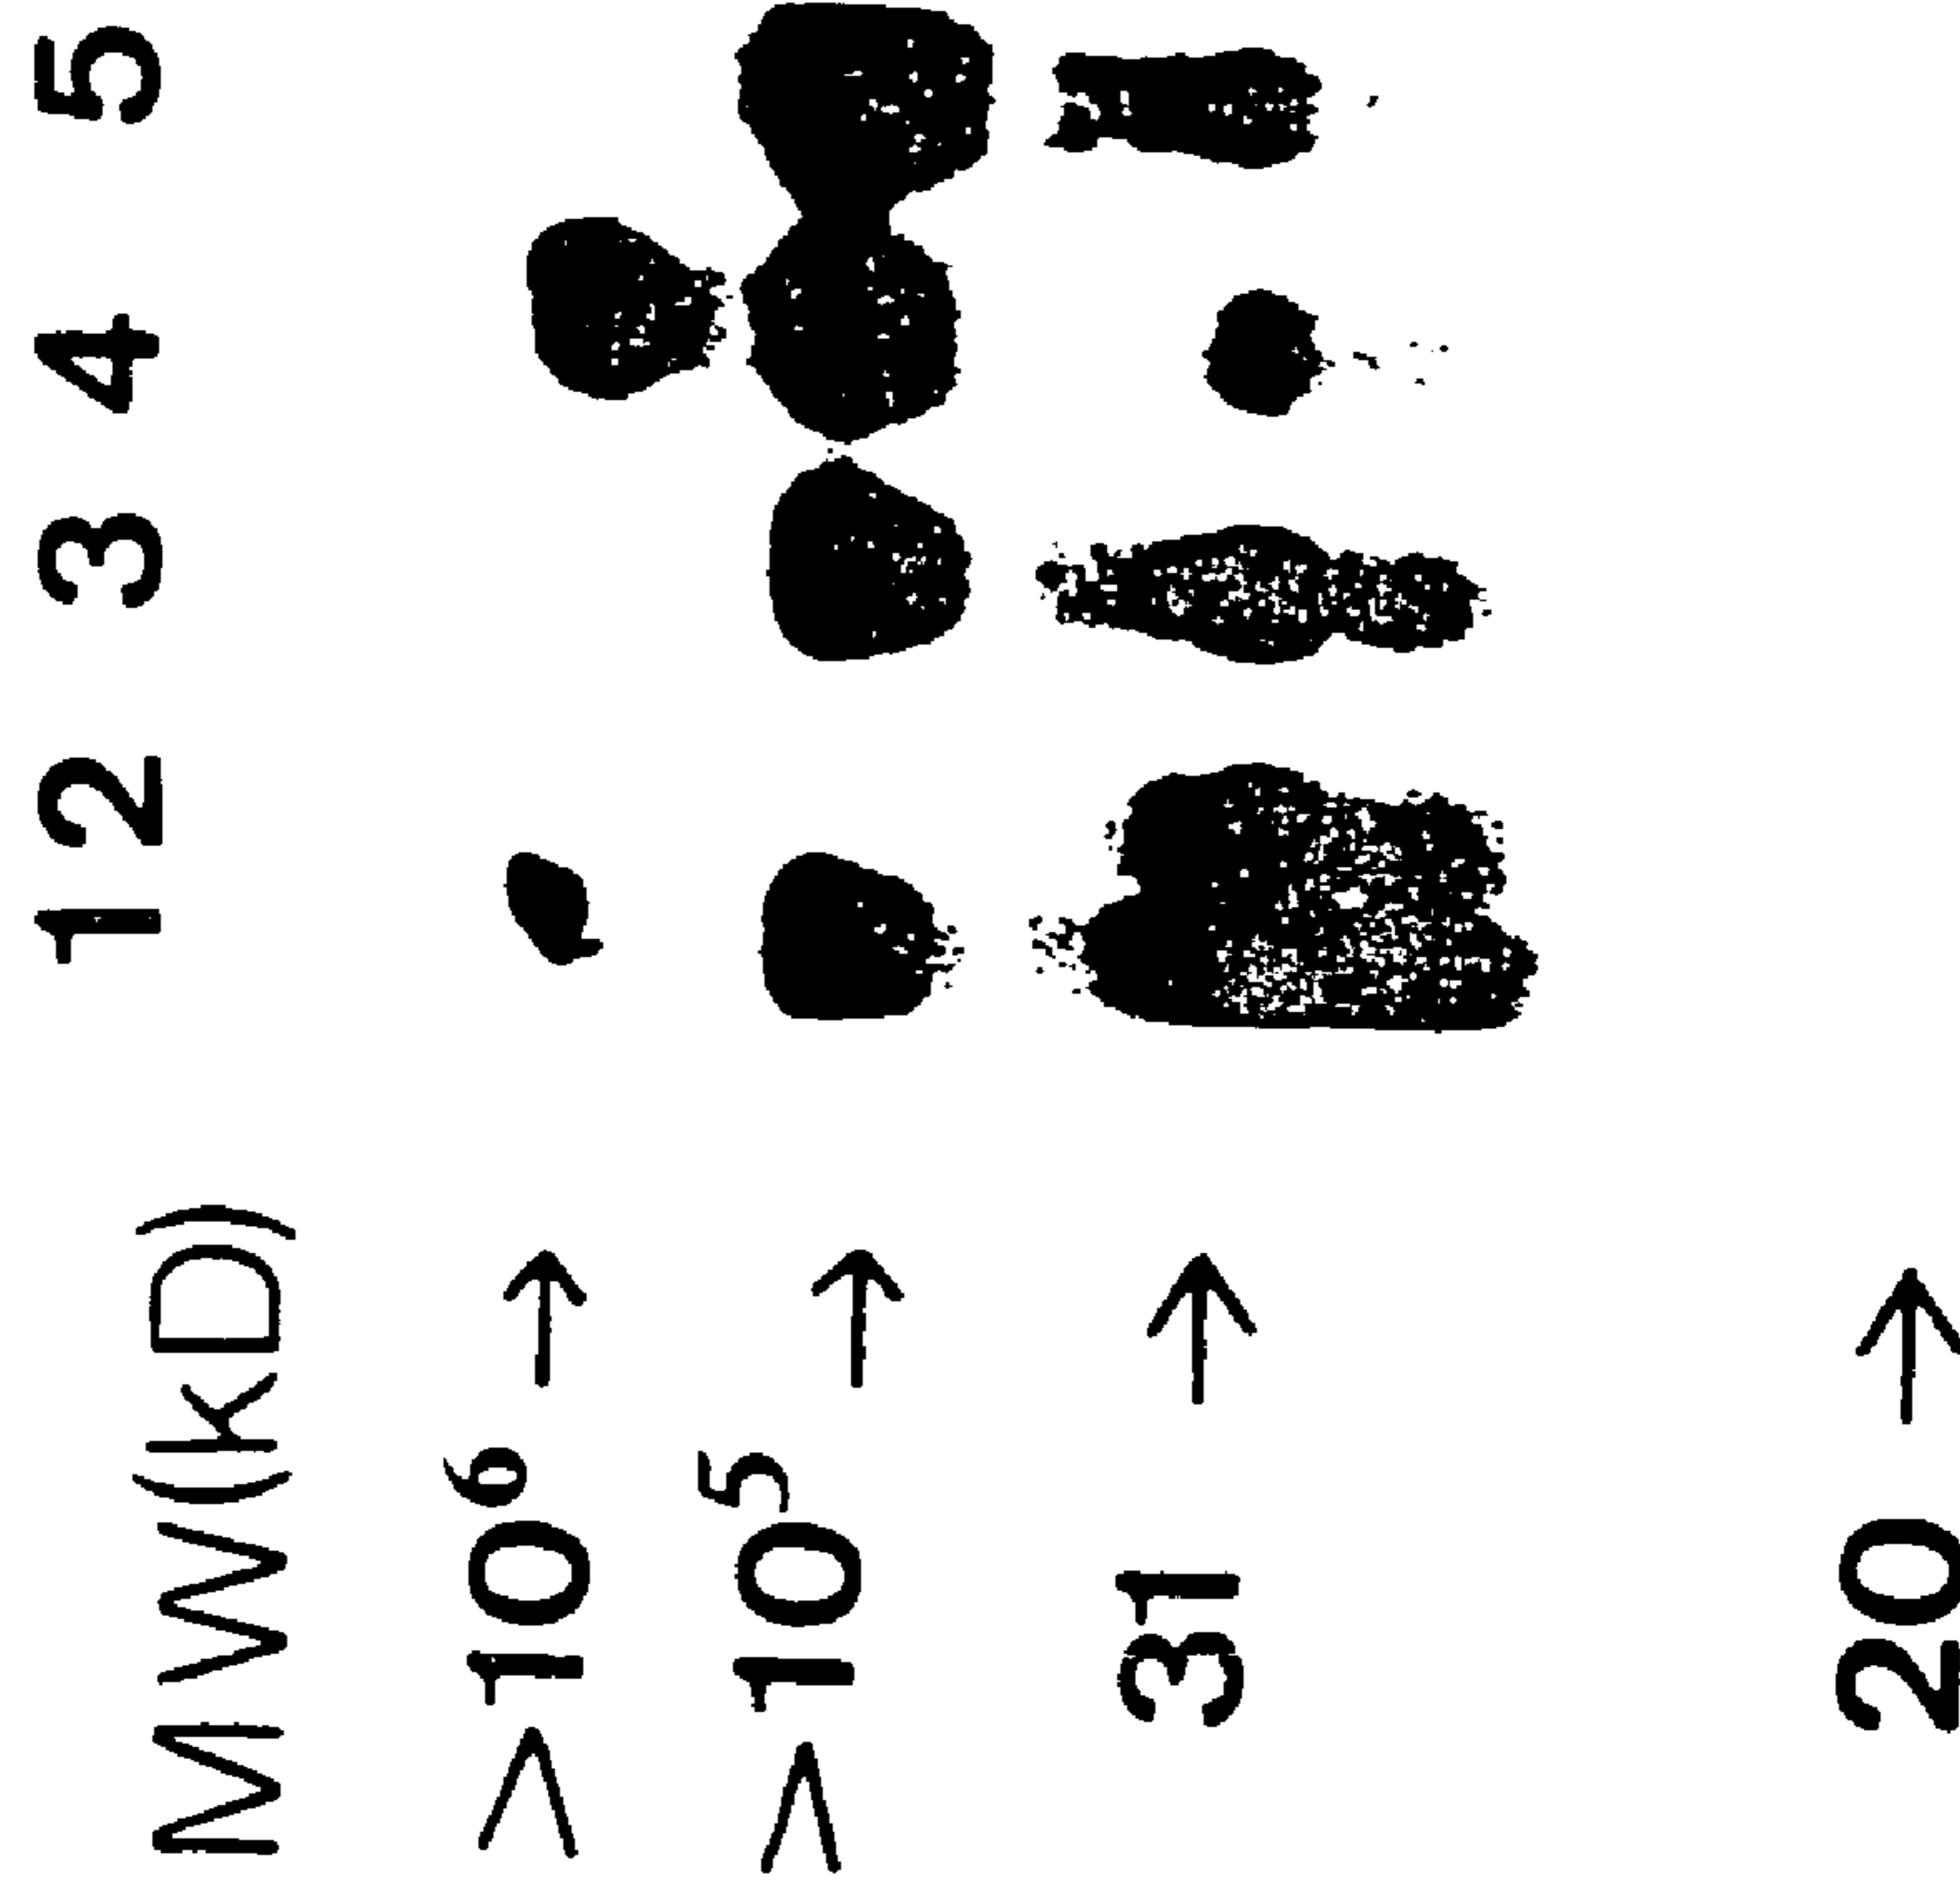 1 2 3 4 5
MW(kD)
>10⁶ →
>10⁵ →
31 →
20 →